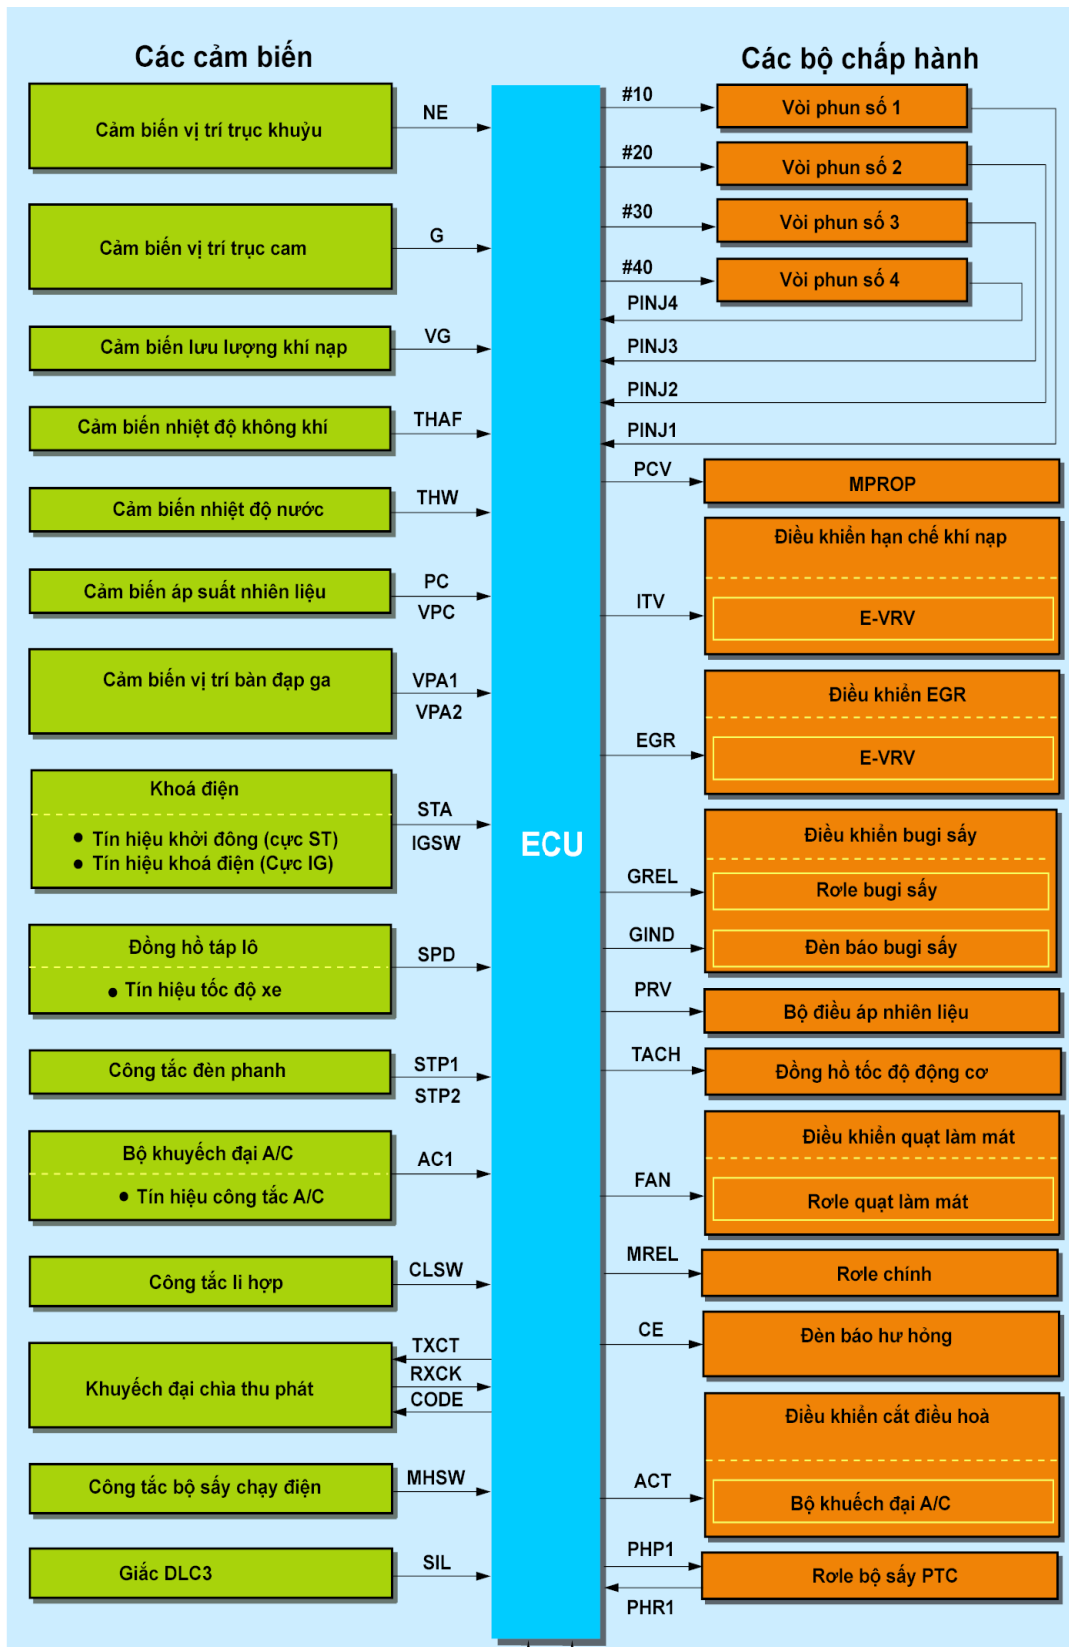 Các cảm biến
Cảm biến vị trí trục khuỷu
NE
Cảm biến vị trí trục cam
G
Cảm biến lưu lượng khí nạp
VG
Cảm biến nhiệt độ không khí
THAF
Cảm biến nhiệt độ nước
THW
Cảm biến áp suất nhiên liệu
PC
VPC
Cảm biến vị trí bàn đạp ga
VPA1
VPA2
Khoá điện
● Tín hiệu khởi đông (cực ST)
● Tín hiệu khoá điện (Cực IG)
STA
IGSW
Đồng hồ táp lô
● Tín hiệu tốc độ xe
SPD
Công tắc đèn phanh
STP1
STP2
Bộ khuyếch đại A/C
● Tín hiệu công tắc A/C
AC1
Công tắc li hợp
CLSW
Khuyếch đại chìa thu phát
TXCT
RXCK
CODE
Công tắc bộ sấy chạy điện
MHSW
Giắc DLC3
SIL
ECU
Các bộ chấp hành
#10
Vòi phun số 1
#20
Vòi phun số 2
#30
Vòi phun số 3
#40
Vòi phun số 4
PINJ4
PINJ3
PINJ2
PINJ1
PCV
MPROP
Điều khiển hạn chế khí nạp
ITV
E-VRV
Điều khiển EGR
EGR
E-VRV
Điều khiển bugi sấy
GREL
Rơle bugi sấy
GIND
Đèn báo bugi sấy
PRV
Bộ điều áp nhiên liệu
TACH
Đồng hồ tốc độ động cơ
Điều khiển quạt làm mát
FAN
Rơle quạt làm mát
MREL
Rơle chính
CE
Đèn báo hư hỏng
Điều khiển cắt điều hoà
ACT
Bộ khuếch đại A/C
PHP1
Rơle bộ sấy PTC
PHR1